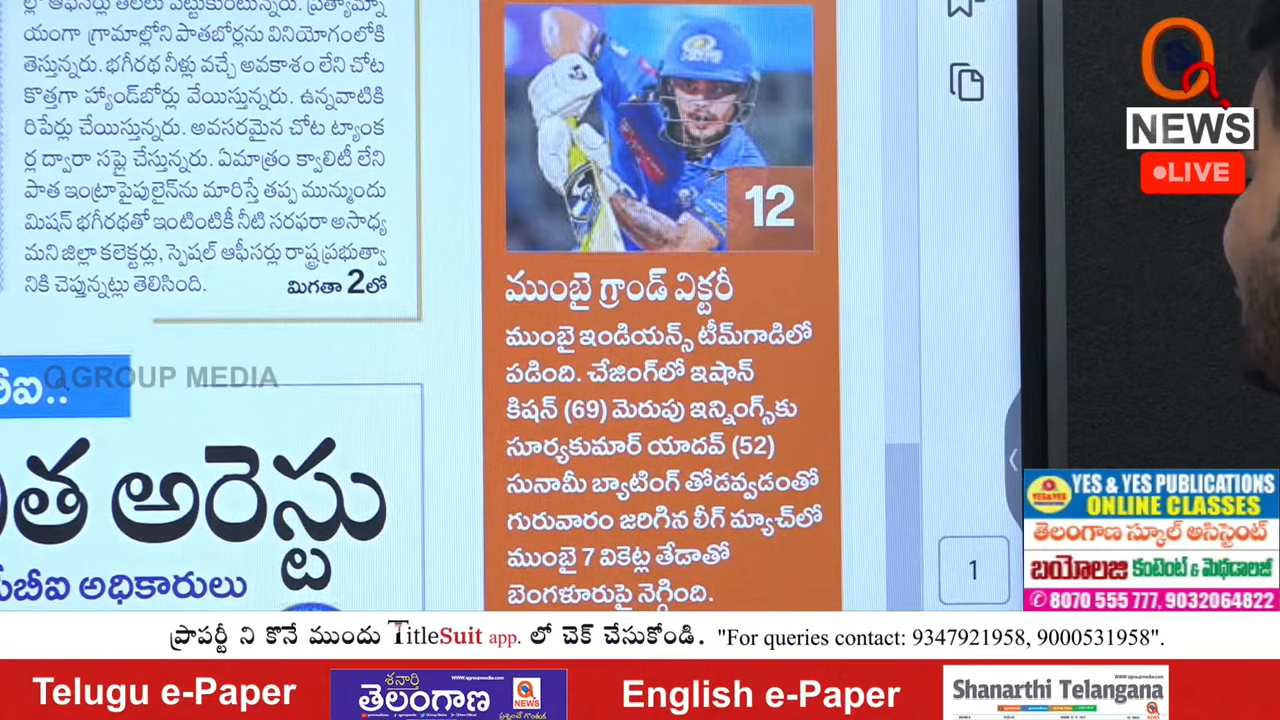 యంగా గ్రామాల్లోని పాతబోర్లను వినియోగంలోకి
తెస్తున్నరు. భగీరథ నీళ్లు వచ్చే అవకాశం లేని చోట
కొత్తగా హ్యాండ్​బోర్లు వేయిస్తున్నరు. ఉన్నవాటికి
రిపేర్లు చేయిస్తున్నరు. అవసరమైన చోట ట్యాంక
ర్ల ద్వారా సప్లై చేస్తున్నరు. ఏమాత్రం క్వాలిటీ లేని
పాత ఇంట్రాపైపులైన్​ను మారిస్తే తప్ప మున్ముందు
మిషన్ భగీరథతో ఇంటింటికీ నీటి సరఫరా అసాధ్య
మని జిల్లా కలెక్టర్లు, స్పెషల్ ఆఫీసర్లు రాష్ట్ర ప్రభుత్వా
నికి చెప్తున్నట్లు తెలిసింది. మిగతా 2లో
GROUP MEDIA
అరెస్టు
అధికారులు
12
ముంబై గ్రాండ్ విక్టరీ
ముంబై ఇండియన్స్ టీమ్​గాడిలో
పడింది. చేజింగ్​లో ఇషాన్
కిషన్ (69) మెరుపు ఇన్నింగ్స్​కు
సూర్యకుమార్ యాదవ్ (52)
సునామీ బ్యాటింగ్ తోడవ్వడంతో
గురువారం జరిగిన లీగ్ మ్యాచ్​లో
ముంబై 7 వికెట్ల తేడాతో
బెంగళూరుపై నెగ్గింది.
1
Q
NEWS
LIVE
YES & YES PUBLICATIONS
ONLINE CLASSES
తెలంగాణ స్కూల్ అసిస్టెంట్
బయోలజి కంటెంట్ & మెథడాలజీ
8070 555 777, 9032064822
ప్రాపర్టీ ని కొనే ముందు TitleSuit app. లో చెక్ చేసుకోండి. "For queries contact: 9347921958, 9000531958".
Telugu e-Paper
శనార్తి
తెలంగాణ
NEWS
English e-Paper
Shanarthi Telangana